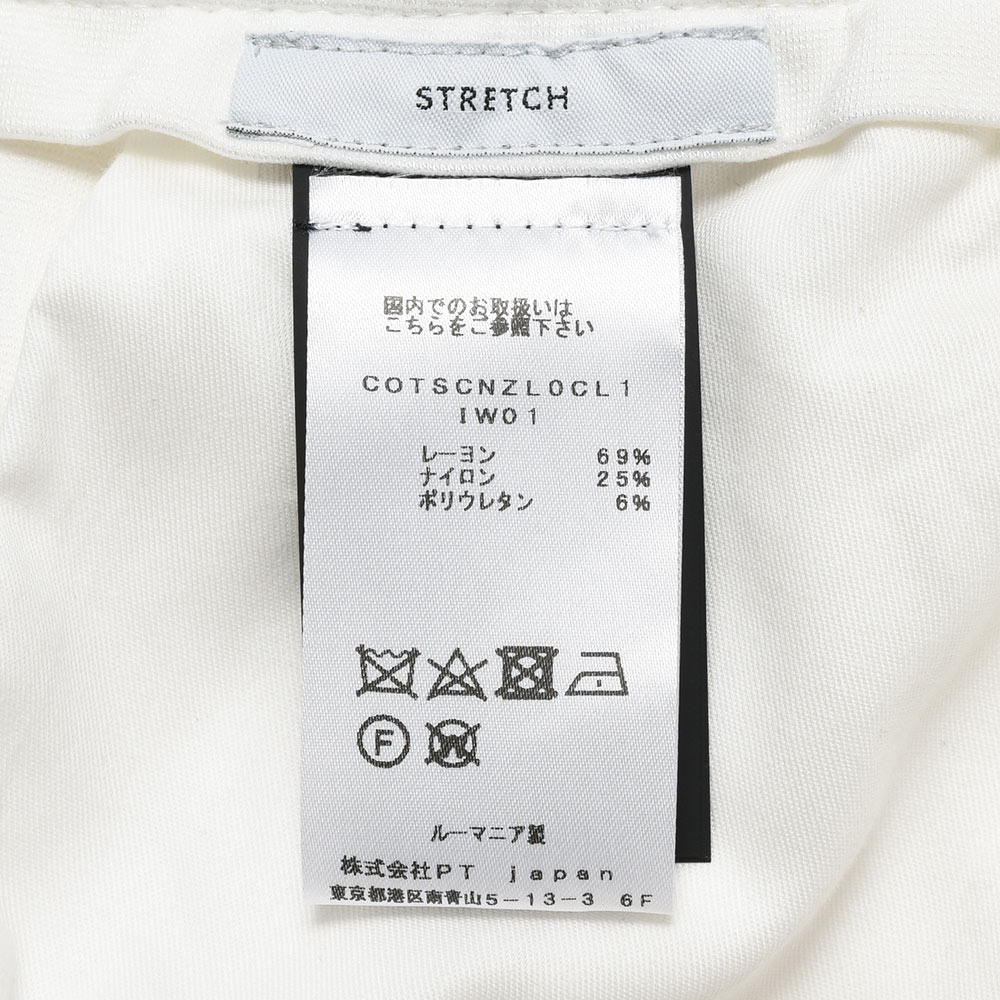 STRETCH
国内でのお取扱いは
こちらをご参照下さい
COTSCNZL0CL1
IW01
レーヨン 69%
ナイロン 25%
ポリウレタン 6%
F W
ルーマニア製
株式会社PT japan
東京都港区南青山5-13-3 6F